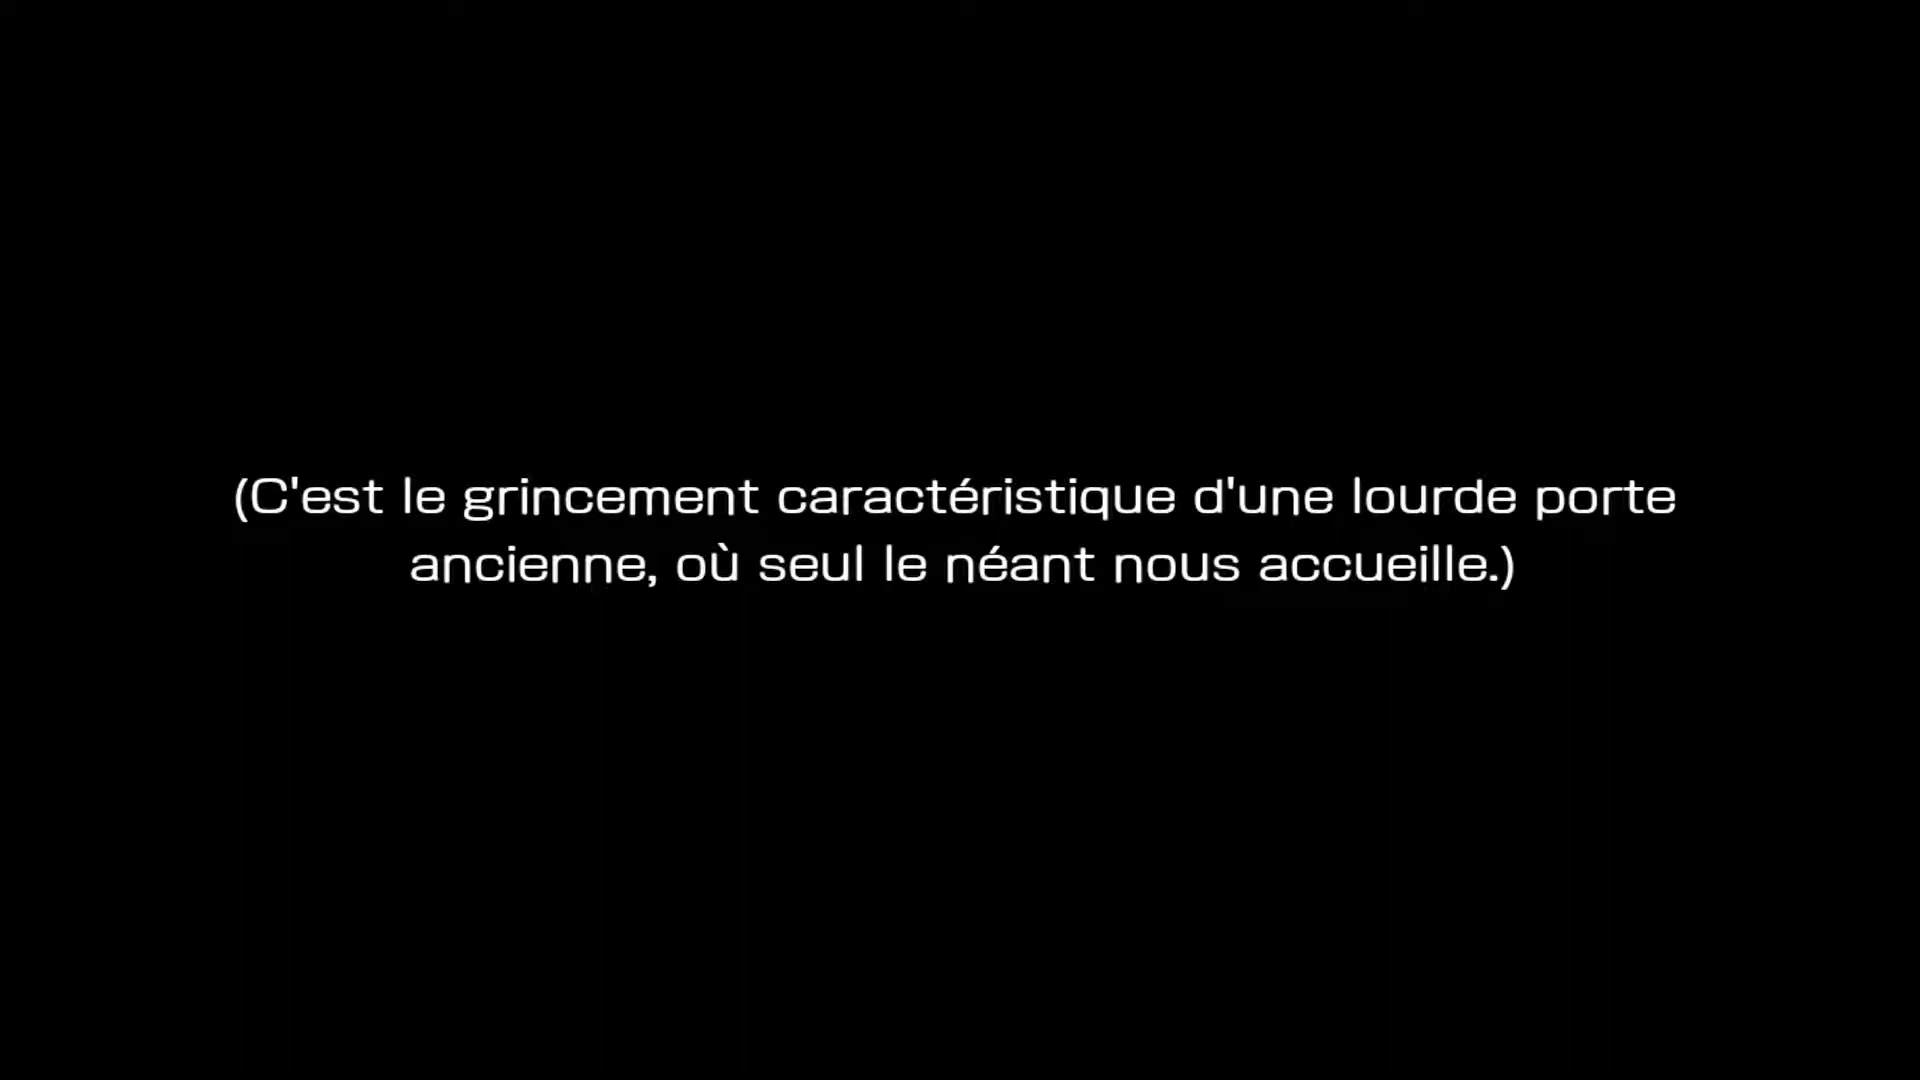 (C'est le grincement caractéristique d'une lourde porte
ancienne, où seul le néant nous accueille.)